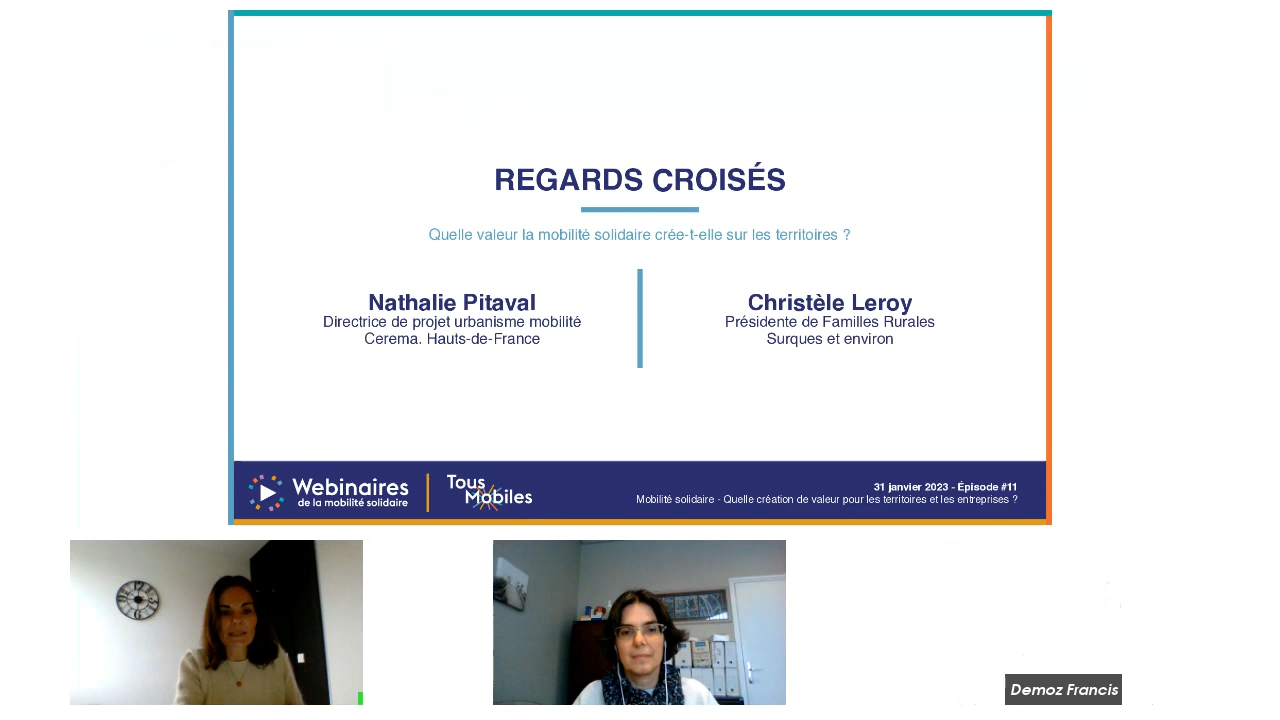 REGARDS CROISÉS
Quelle valeur la mobilité solidaire crée-t-elle sur les territoires ?
Nathalie Pitaval
Directrice de projet urbanisme mobilité
Cerema. Hauts-de-France
Christèle Leroy
Présidente de Familles Rurales
Surques et environ
Webinaires
de la mobilité solidaire
Tous
Mobiles
31 janvier 2023 - Épisode #11
Mobilité solidaire - Quelle création de valeur pour les territoires et les entreprises ?
Demoz Francis